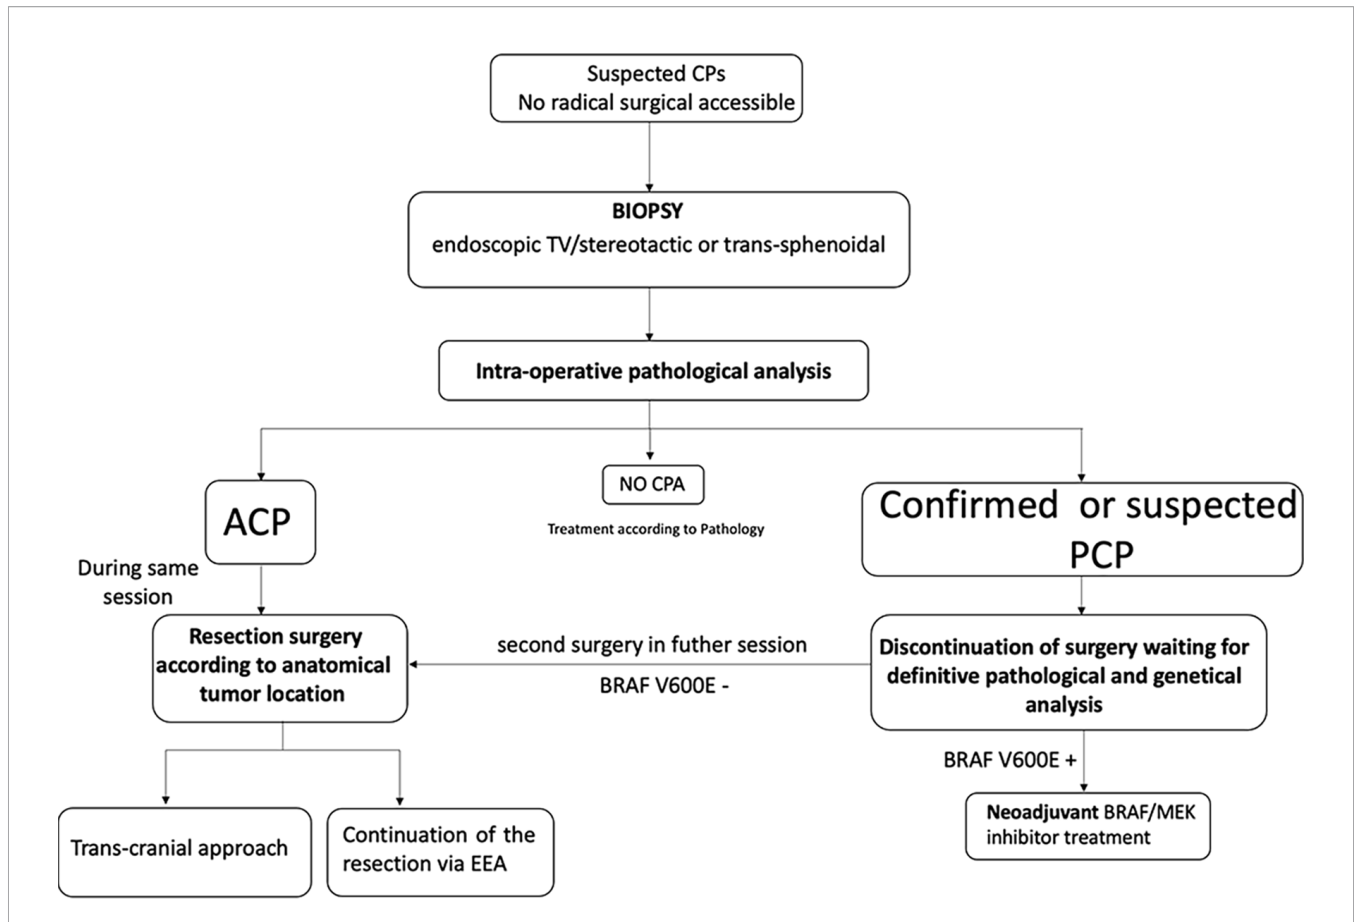 Suspected CPs
No radical surgical accessible
BIOPSY
endoscopic TV/stereotactic or trans-sphenoidal
Intra-operative pathological analysis
ACP
NO CPA
Treatment according to Pathology
Confirmed or suspected
PCP
During same
session
Resection surgery
according to anatomical
tumor location
second surgery in futher session
BRAF V600E -
Discontinuation of surgery waiting for
definitive pathological and genetical
analysis
BRAF V600E +
Neoadjuvant BRAF/MEK
inhibitor treatment
Trans-cranial approach
Continuation of the
resection via EEA